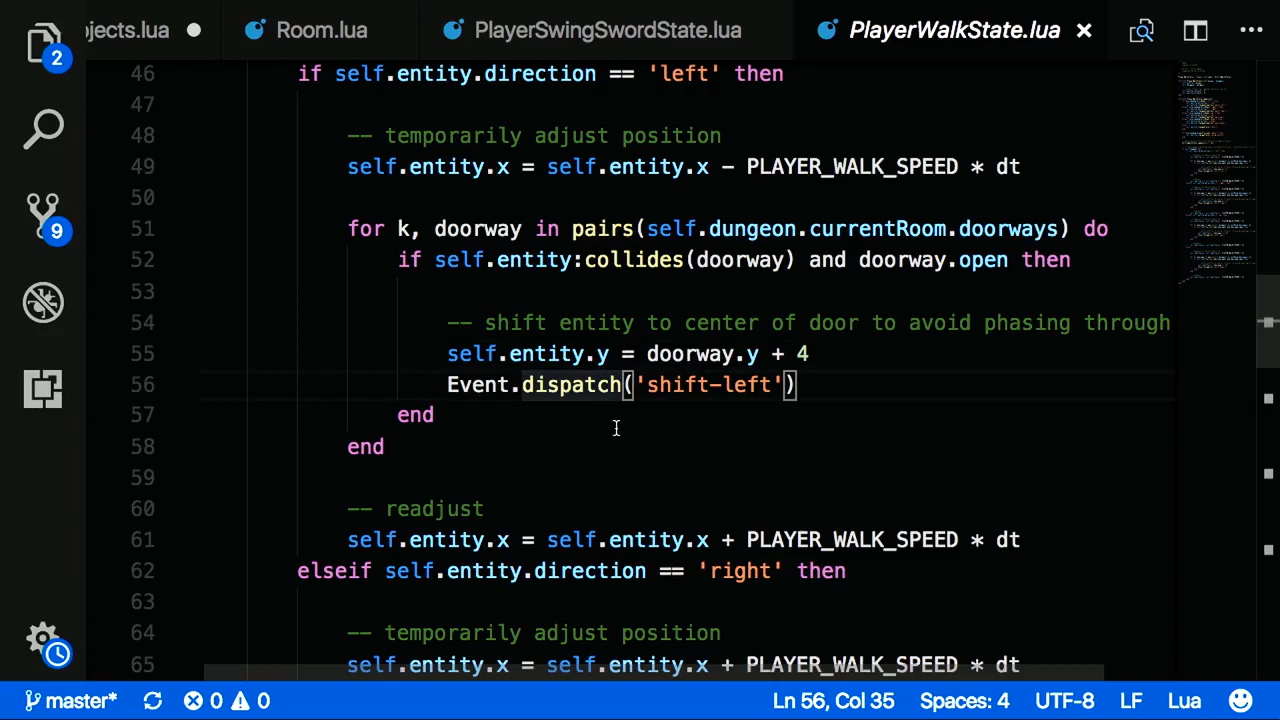 jects.lua
Room.lua
PlayerSwingSwordState.lua
PlayerWalkState.lua
2
9
46 if self.entity.direction == 'left' then
47
48 -- temporarily adjust position
49 self.entity.x = self.entity.x - PLAYER_WALK_SPEED * dt
50
51 for k, doorway in pairs(self.dungeon.currentRoom.doorways) do
52 if self.entity:collides(doorway) and doorway.open then
53
54 -- shift entity to center of door to avoid phasing through
55 self.entity.y = doorway.y + 4
56 Event.dispatch('shift-left')
57 end
58 end
59
60 -- readjust
61 self.entity.x = self.entity.x + PLAYER_WALK_SPEED * dt
62 elseif self.entity.direction == 'right' then
63
64 -- temporarily adjust position
65 self.entity.x = self.entity.x + PLAYER_WALK_SPEED * dt
master* 0 0 Ln 56, Col 35 Spaces: 4 UTF-8 LF Lua